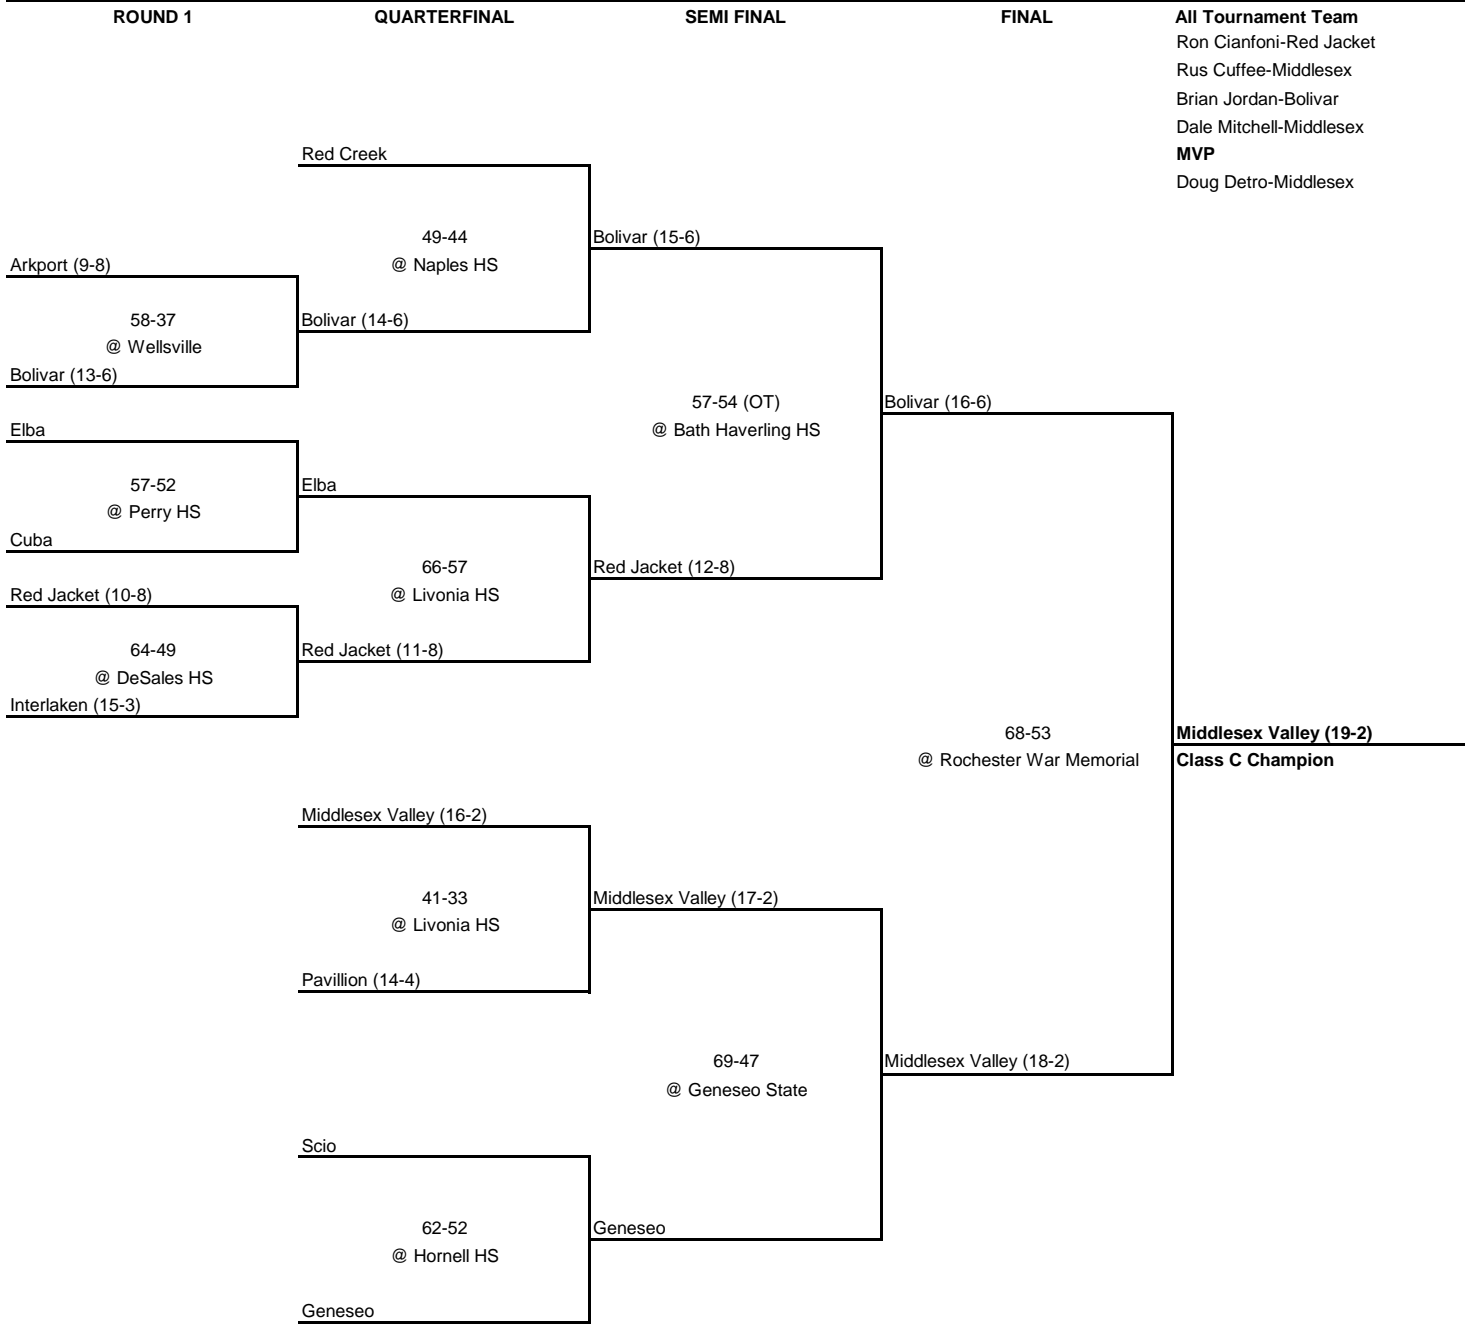 ROUND 1 QUARTERFINAL SEMI FINAL FINAL All Tournament Team
Ron Cianfoni-Red Jacket
Rus Cuffee-Middlesex
Brian Jordan-Bolivar
Dale Mitchell-Middlesex
Red Creek MVP
Doug Detro-Middlesex
49-44 Bolivar (15-6)
Arkport (9-8) @ Naples HS
58-37 Bolivar (14-6)
@ Wellsville
Bolivar (13-6)
57-54 (OT) Bolivar (16-6)
Elba @ Bath Haverling HS
57-52 Elba
@ Perry HS
Cuba
66-57 Red Jacket (12-8)
Red Jacket (10-8) @ Livonia HS
64-49 Red Jacket (11-8)
@ DeSales HS
Interlaken (15-3)
68-53 Middlesex Valley (19-2)
@ Rochester War Memorial Class C Champion
Middlesex Valley (16-2)
41-33 Middlesex Valley (17-2)
@ Livonia HS
Pavillion (14-4)
69-47 Middlesex Valley (18-2)
@ Geneseo State
Scio
62-52 Geneseo
@ Hornell HS
Geneseo